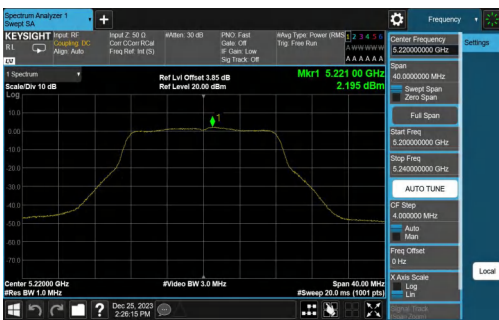 Spectrum Analyzer 1
Swept SA
Frequency
Settings
KEYSIGHT
RL
LV
Input: RF
Coupling: DC
Align: Auto
Input Z: 50 Ω
Corr CCorr RCal
Freq Ref: Int (S)
#Atten: 30 dB
PNO: Fast
Gate: Off
IF Gain: Low
Sig Track: Off
#Avg Type: Power (RMS
Trig: Free Run
1 2 3 4 5 6
A W W W W W
A A A A A A
1 Spectrum
Scale/Div 10 dB
Log
Ref Lvl Offset 3.85 dB
Ref Level 20.00 dBm
Mkr1 5.221 00 GHz
2.195 dBm
1
10.0
0.00
-10.0
-20.0
-30.0
-40.0
-50.0
-60.0
-70.0
Center 5.22000 GHz
#Res BW 1.0 MHz
#Video BW 3.0 MHz
Span 40.00 MHz
#Sweep 20.0 ms (1001 pts)
Dec 25, 2023
2:26:15 PM
Center Frequency
5.220000000 GHz
Span
40.0000000 MHz
Swept Span
Zero Span
Full Span
Start Freq
5.200000000 GHz
Stop Freq
5.240000000 GHz
AUTO TUNE
CF Step
4.000000 MHz
Auto
Man
Freq Offset
0 Hz
X Axis Scale
Log
Lin
Signal Track
Local